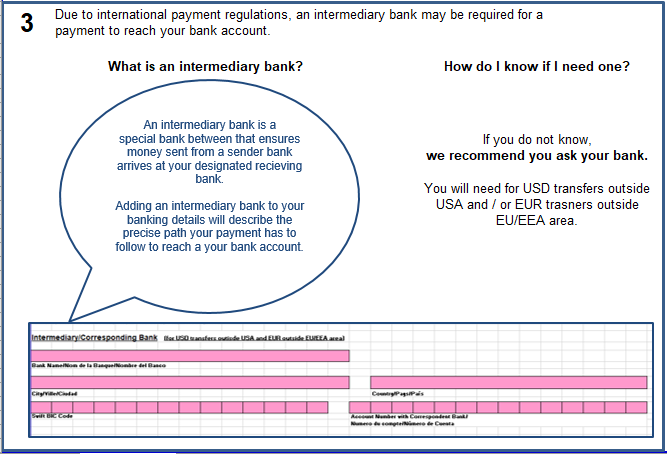 3
Due to international payment regulations, an intermediary bank may be required for a
payment to reach your bank account.
What is an intermediary bank?
An intermediary bank is a
special bank between that ensures
money sent from a sender bank
arrives at your designated recieving
bank.
Adding an intermediary bank to your
banking details will describe the
precise path your payment has to
follow to reach a your bank account.
How do I know if I need one?
If you do not know,
we recommend you ask your bank.
You will need for USD transfers outside
USA and / or EUR trasners outside
EU/EEA area.
Intermediary/Corresponding Bank (for USD transfers outisde USA and EUR outside EU/EEA area)
Bank Name/Nom de la Banque/Nombre del Banco
City/Ville/Ciudad
Country/Pays/País
Swift BIC Code
Account Number with Correspondent Bank/
Numero du compte/Número de Cuenta